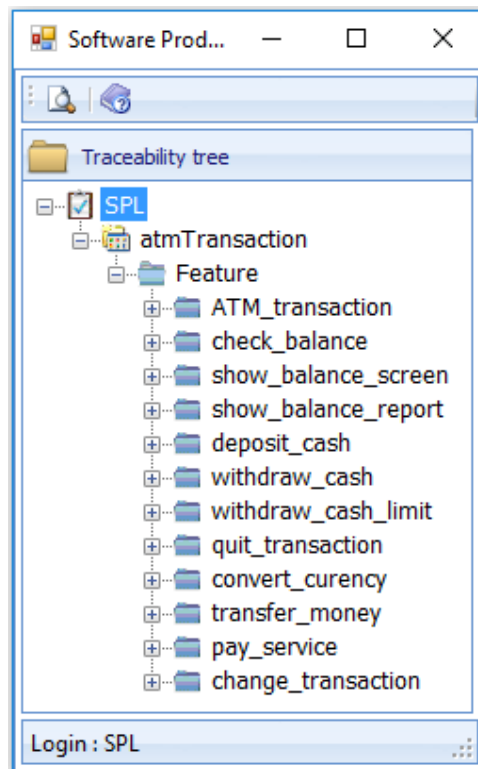 Software Prod...
Traceability tree
SPL
atmTransaction
Feature
ATM_transaction
check_balance
show_balance_screen
show_balance_report
deposit_cash
withdraw_cash
withdraw_cash_limit
quit_transaction
convert_curency
transfer_money
pay_service
change_transaction
Login : SPL